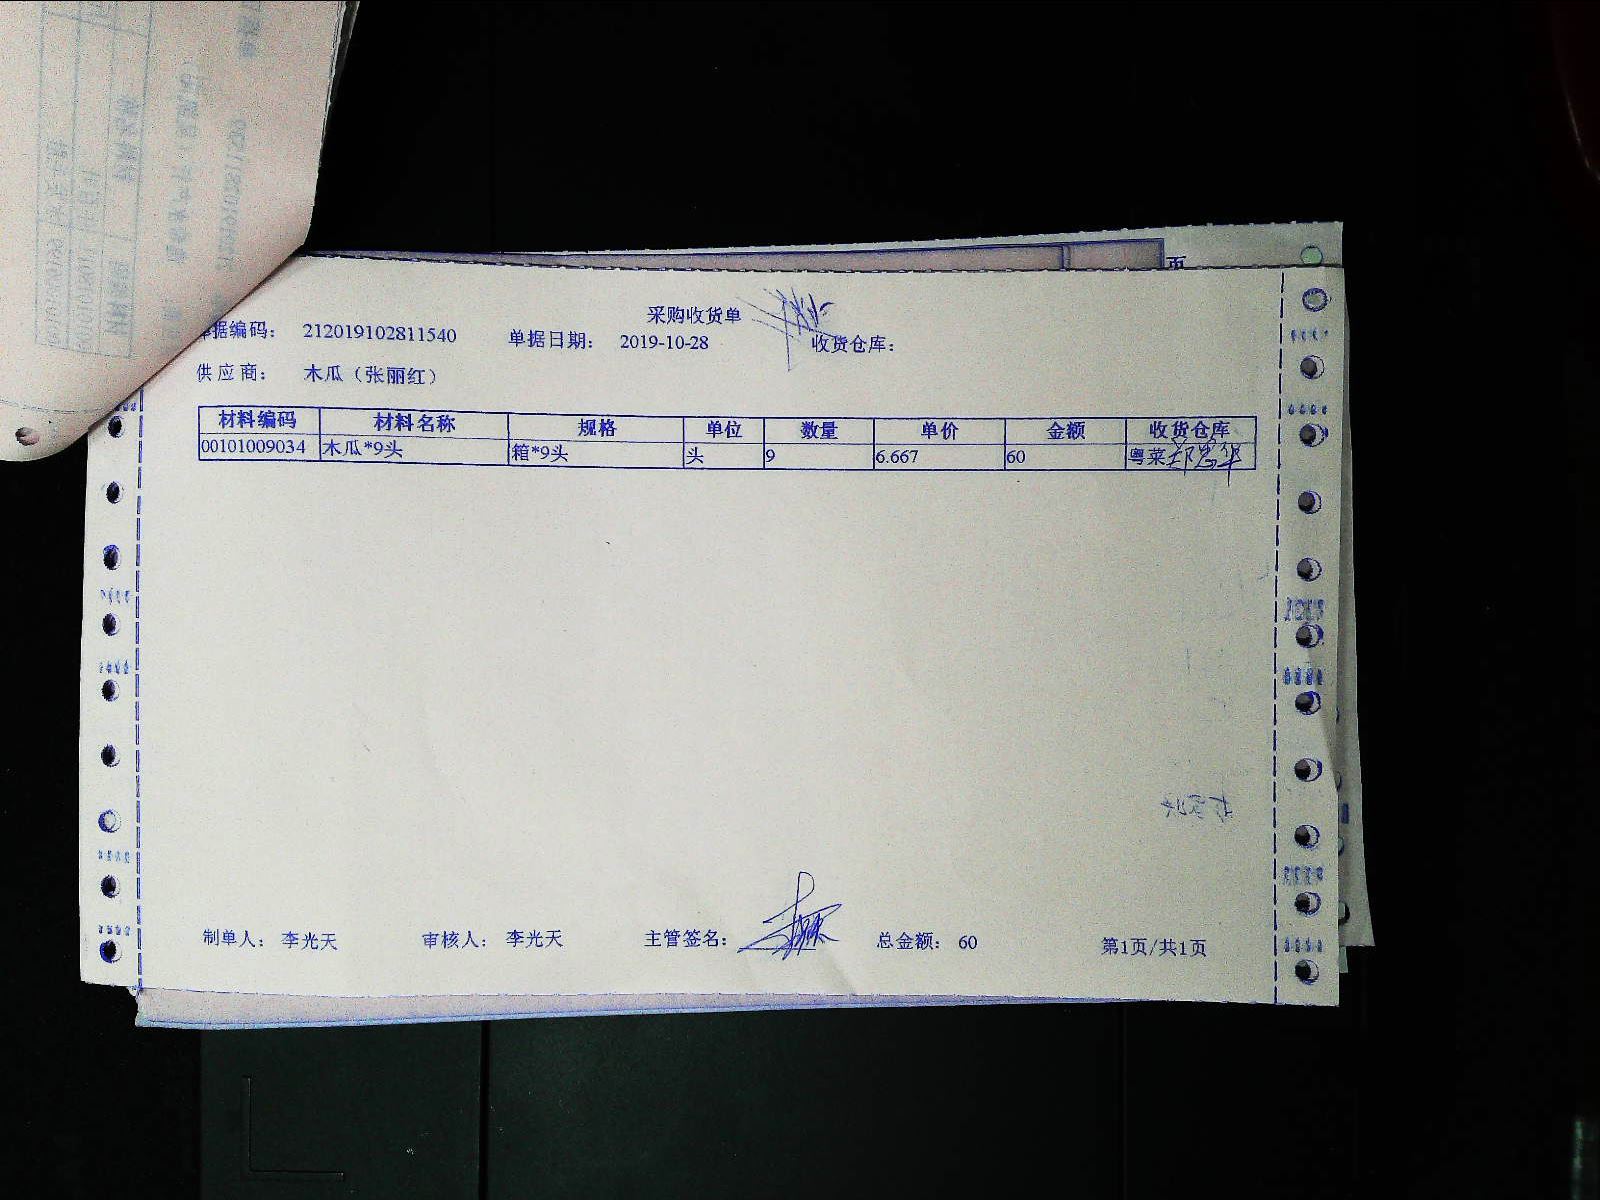 采购收货单
单据编码： 212019102811540 单据日期： 2019-10-28 收货仓库：
供应商： 木瓜（张丽红）
材料编码 材料名称 规格 单位 数量 单价 金额 收货仓库
00101009034 木瓜*9头 箱*9头 头 9 6.667 60 粤菜
制单人： 李光天 审核人： 李光天 主管签名： 总金额： 60 第1页/共1页
页